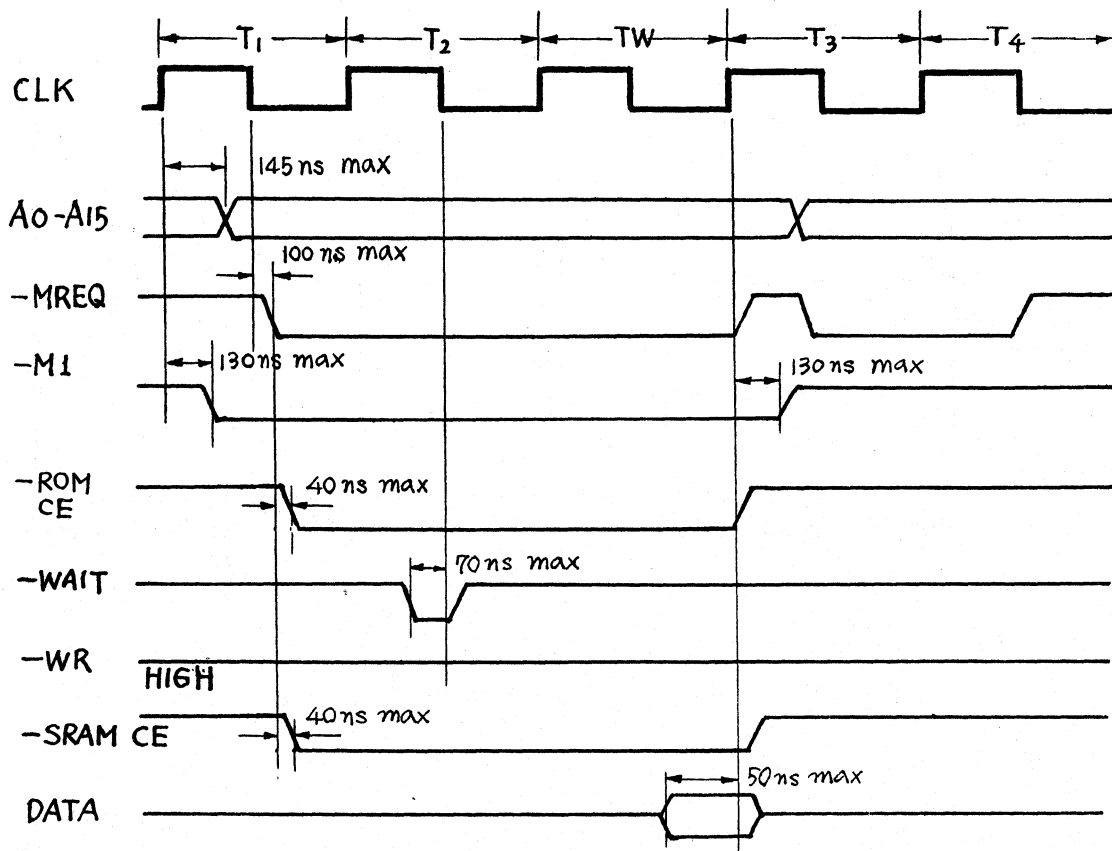 T1 T2 TW T3 T4
CLK
145ns max
A0-A15
100ns max
-MREQ
-M1
130ns max
130ns max
-ROM
CE
40ns max
-WAIT
70ns max
-WR
HIGH
-SRAM CE
40ns max
50ns max
DATA